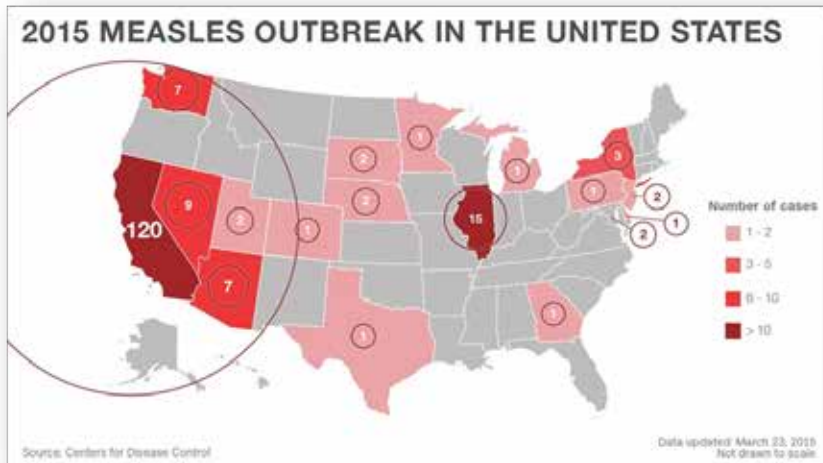 2015 MEASLES OUTBREAK IN THE UNITED STATES
7
1
2
3
1
1
2
2
9
2
1
15
1
2
120
2
7
1
1
Number of cases
1 - 2
3 - 5
6 - 10
> 10
Source: Centers for Disease Control
Data updated: March 23, 2015
Not drawn to scale